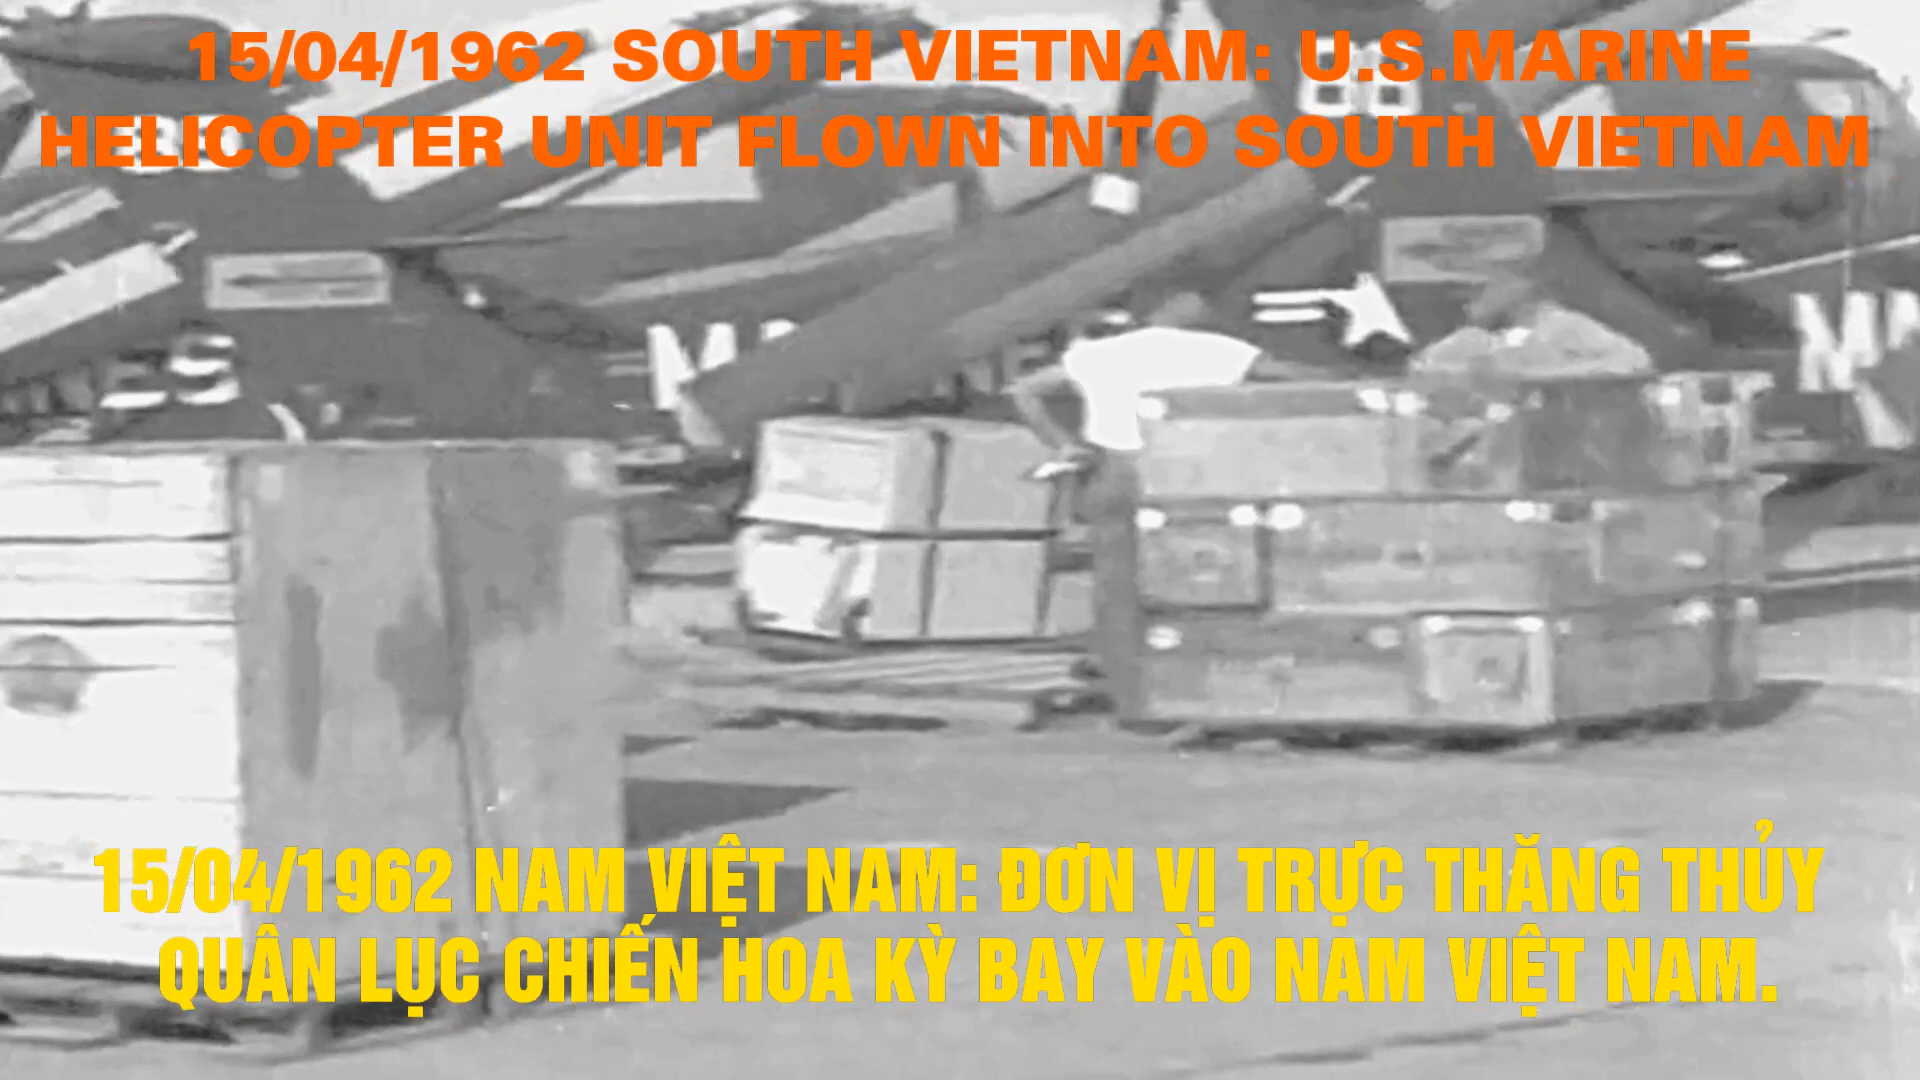 15/04/1962 SOUTH VIETNAM: U.S.MARINE
HELICOPTER UNIT FLOWN INTO SOUTH VIETNAM
ES
15/04/1962 NAM VIỆT NAM: ĐƠN VỊ TRỰC THĂNG THỦY
QUÂN LỤC CHIẾN HOA KỲ BAY VÀO NAM VIỆT NAM.